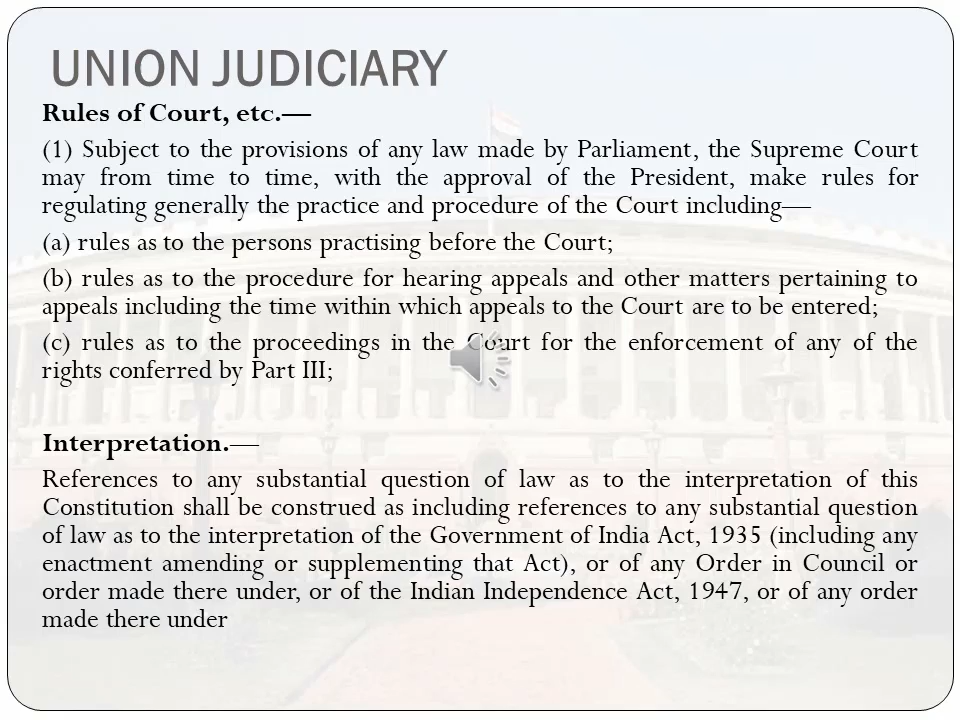 UNION JUDICIARY
Rules of Court, etc.—
(1) Subject to the provisions of any law made by Parliament, the Supreme Court
may from time to time, with the approval of the President, make rules for
regulating generally the practice and procedure of the Court including—
(a) rules as to the persons practising before the Court;
(b) rules as to the procedure for hearing appeals and other matters pertaining to
appeals including the time within which appeals to the Court are to be entered;
(c) rules as to the proceedings in the Court for the enforcement of any of the
rights conferred by Part III;
Interpretation.—
References to any substantial question of law as to the interpretation of this
Constitution shall be construed as including references to any substantial question
of law as to the interpretation of the Government of India Act, 1935 (including any
enactment amending or supplementing that Act), or of any Order in Council or
order made there under, or of the Indian Independence Act, 1947, or of any order
made there under